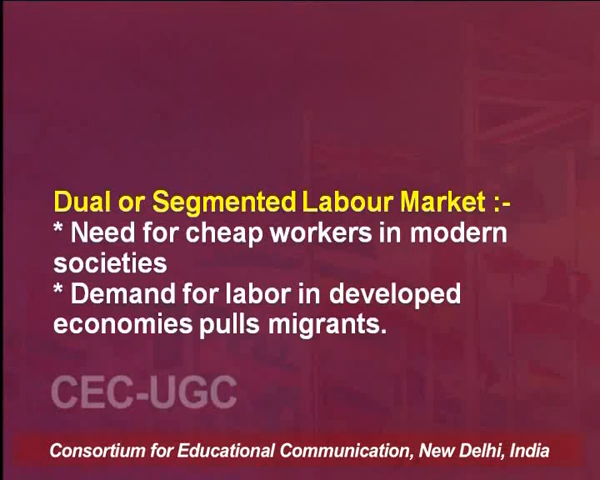 Dual or Segmented Labour Market :-
* Need for cheap workers in modern
societies
* Demand for labor in developed
economies pulls migrants.
CEC-UGC
Consortium for Educational Communication, New Delhi, India